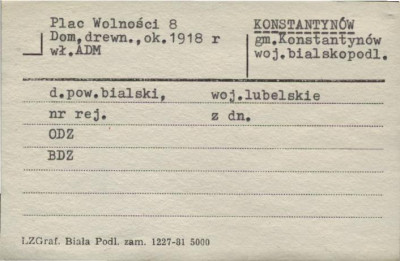 Plac Wolności 8
Dom,drewn.,ok.1918 r
wł.ADM
KONSTANTYNÓW
gm.Konstantynów
woj.bialskopodl.
d.pow.bialski, woj.lubelskie
nr rej. z dn.
ODZ
BDZ
LZGraf. Biała Podl. zam. 1227-81 5000